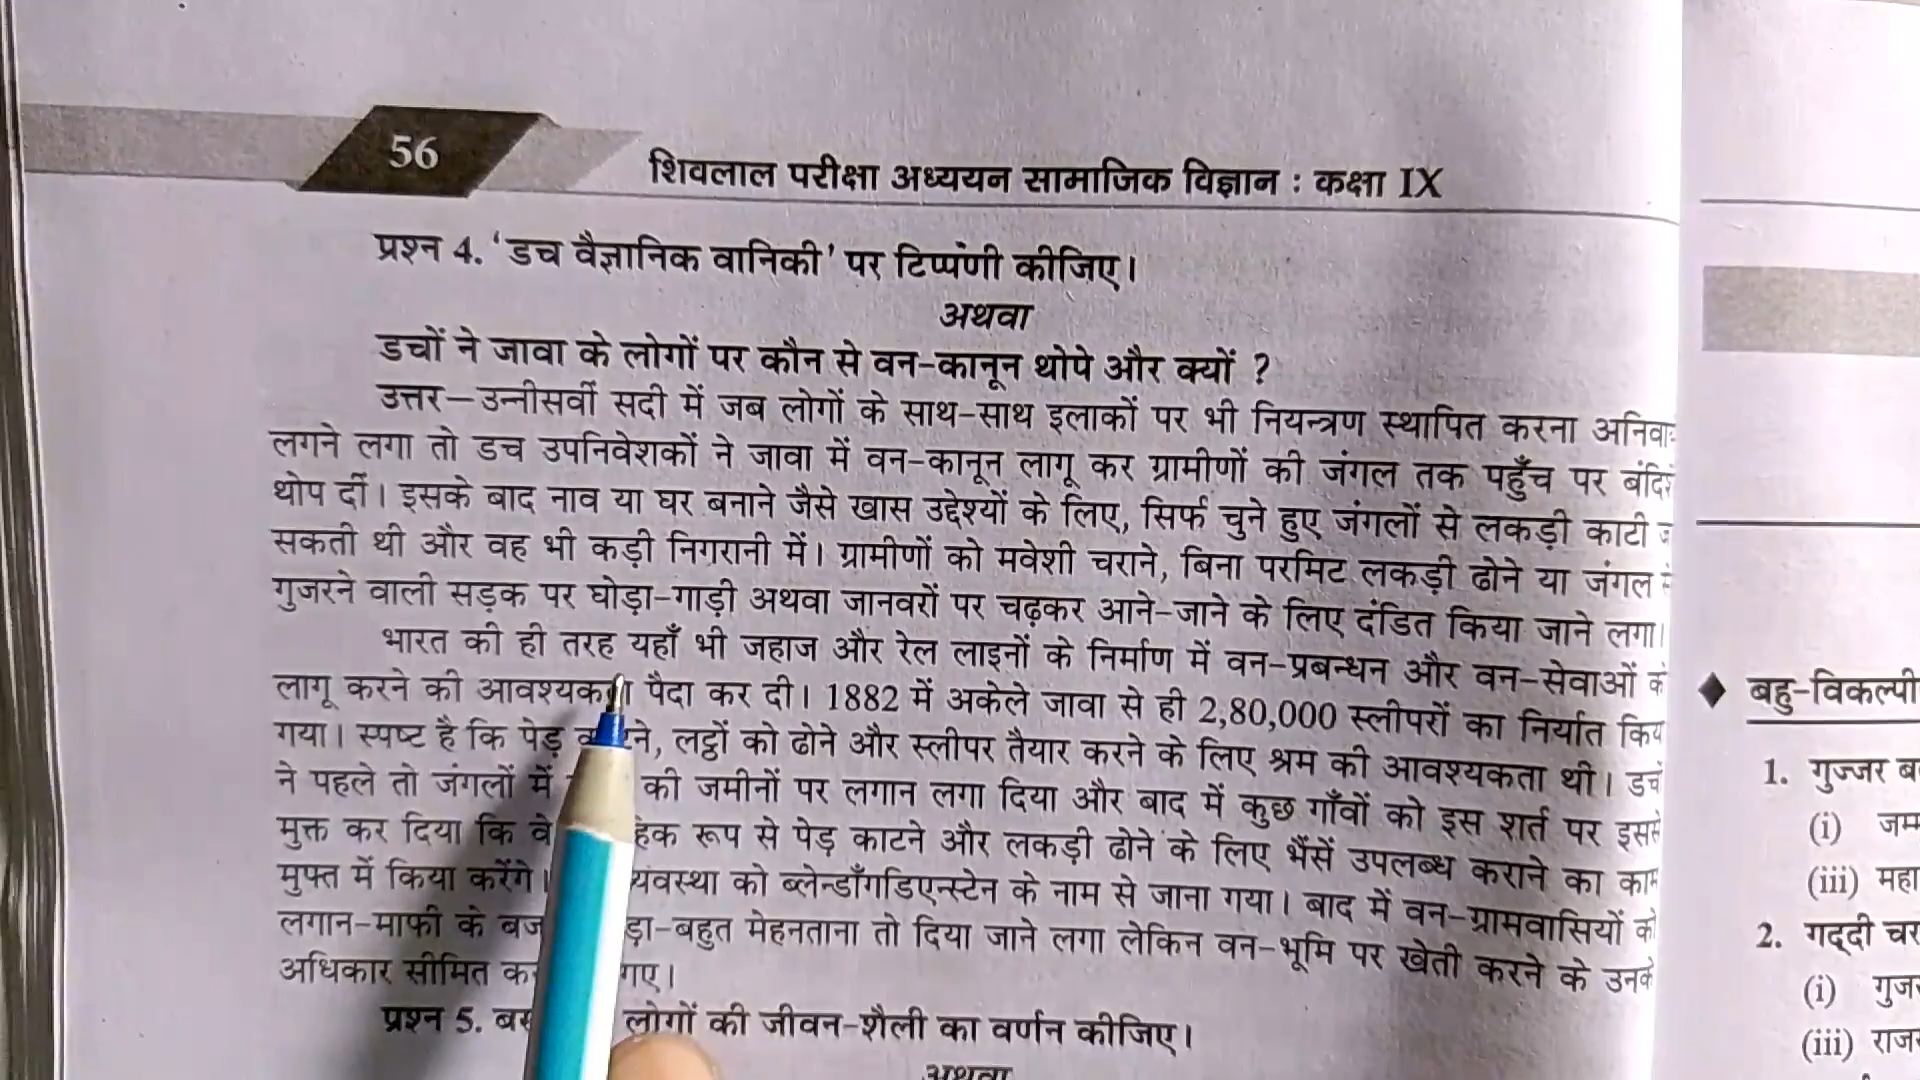 56
शिवलाल परीक्षा अध्ययन सामाजिक विज्ञान : कक्षा IX
प्रश्न 4. ‘डच वैज्ञानिक वानिकी’ पर टिप्पंणी कीजिए।
अथवा
डचों ने जावा के लोगों पर कौन से वन-कानून थोपे और क्यों ?
उत्तर—उन्नीसवीं सदी में जब लोगों के साथ-साथ इलाकों पर भी नियन्त्रण स्थापित करना
लगने लगा तो डच उपनिवेशकों ने जावा में वन-कानून लागू कर ग्रामीणों की जंगल तक पहुँच पर
थोप दीं। इसके बाद नाव या घर बनाने जैसे खास उद्देश्यों के लिए, सिर्फ चुने हुए जंगलों से लकड़ी काटी
सकती थी और वह भी कड़ी निगरानी में। ग्रामीणों को मवेशी चराने, बिना परमिट लकड़ी ढोने या जंगल
गुजरने वाली सड़क पर घोड़ा-गाड़ी अथवा जानवरों पर चढ़कर आने-जाने के लिए दंडित किया जाने लगा।
भारत की ही तरह यहाँ भी जहाज और रेल लाइनों के निर्माण में वन-प्रबन्धन और वन-सेवाओं
लागू करने की पैदा कर दी। 1882 में अकेले जावा से ही 2,80,000 स्लीपरों का निर्यात
गया। स्पष्ट है कि पेड़ लट्ठों को ढोने और स्लीपर तैयार करने के लिए श्रम की आवश्यकता थी।
ने पहले तो जंगलों में की जमीनों पर लगान लगा दिया और बाद में कुछ गाँवों को इस शर्त पर
मुक्त कर दिया कि वे रूप से पेड़ काटने और लकड़ी ढोने के लिए भैंसें उपलब्ध कराने का काम
मुफ्त में किया करेंगे। को ब्लेन्डाँगडिएन्स्टेन के नाम से जाना गया। बाद में वन-ग्रामवासियों को
लगान-माफी के मेहनताना तो दिया जाने लगा लेकिन वन-भूमि पर खेती करने के उनके
अधिकार सीमित गए।
प्रश्न 5. लोगों की जीवन-शैली का वर्णन कीजिए।
अथवा
◆ बहु-विकल्पी
1. गुज्जर
(i)
(iii)
2. गद्दी
(i)
(iii)